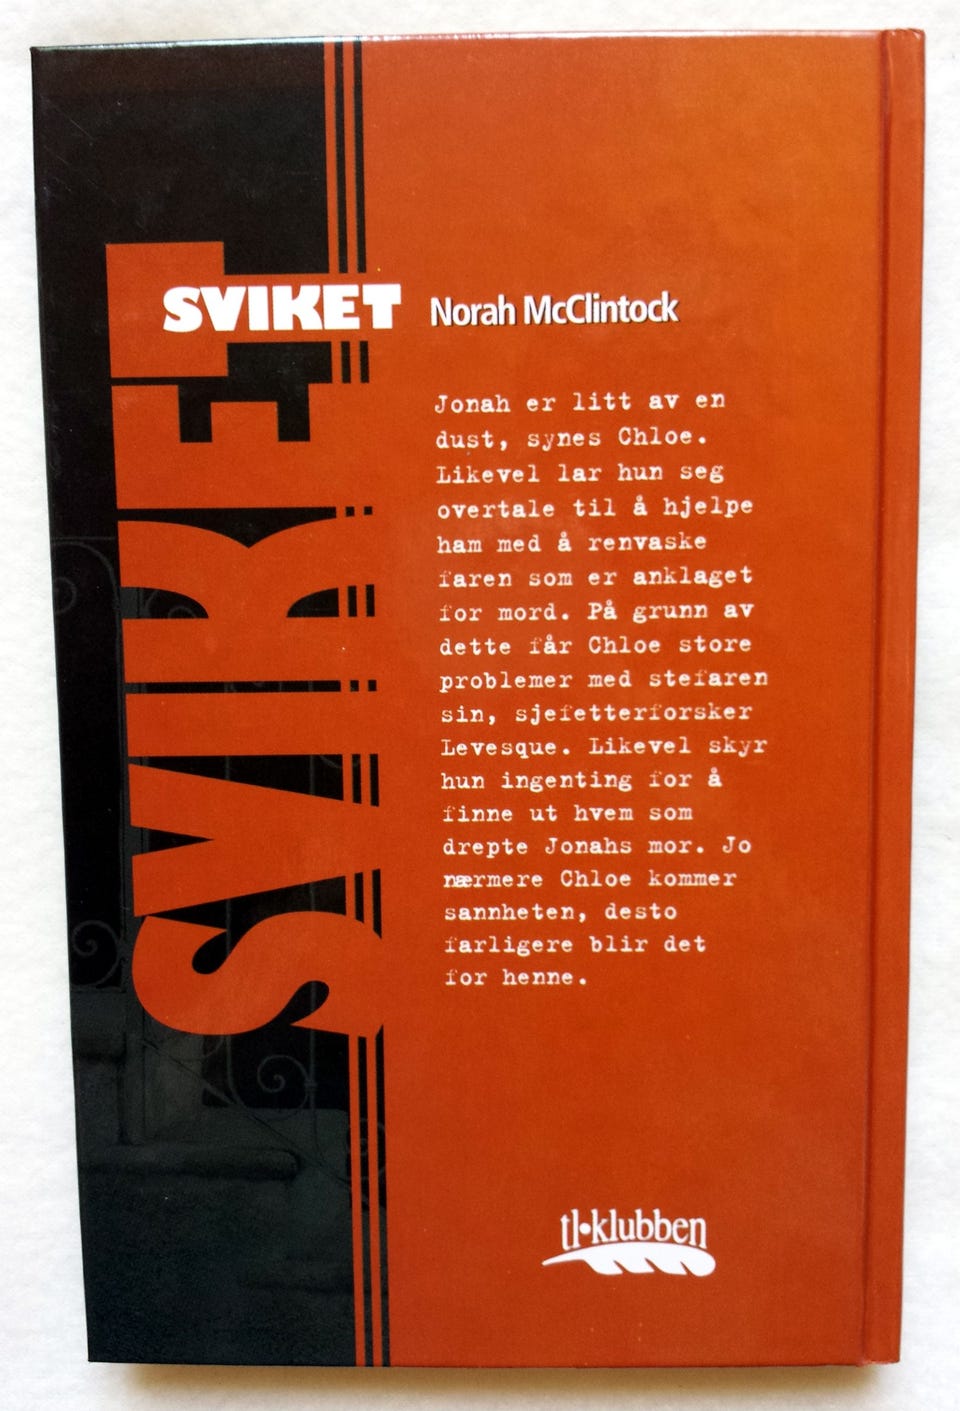 SVIKET
SVIKET Norah McClintock
Jonah er litt av en
dust, synes Chloe.
Likevel lar hun seg
overtale til å hjelpe
ham med å renvaske
faren som er anklaget
for mord. På grunn av
dette får Chloe store
problemer med stefaren
sin, sjefetterforsker
Levesque. Likevel skyr
hun ingenting for å
finne ut hvem som
drepte Jonahs mor. Jo
nærmere Chloe kommer
sannheten, desto
farligere blir det
for henne.
tl•klubben